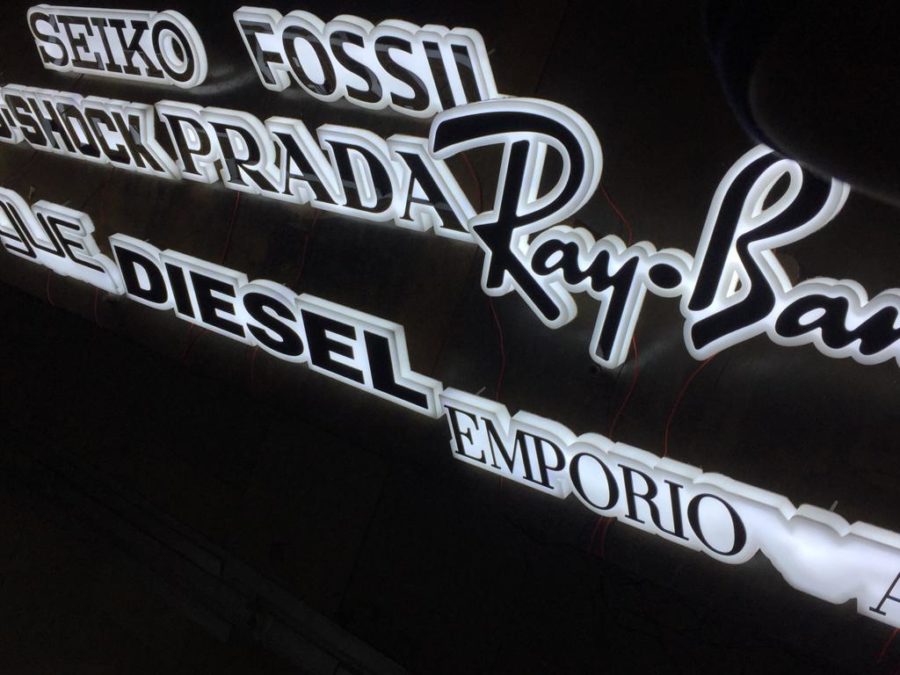 SEIKO FOSSIL
G-SHOCK PRADA Ray-Ban
DIESEL
EMPORIO A